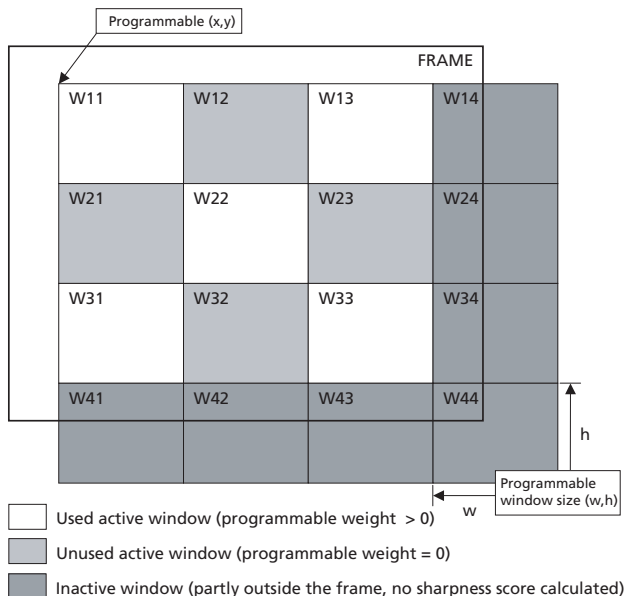 Programmable (x,y)
FRAME
W11 W12 W13 W14
W21 W22 W23 W24
W31 W32 W33 W34
W41 W42 W43 W44
h
Programmable
window size (w,h)
w
Used active window (programmable weight > 0)
Unused active window (programmable weight = 0)
Inactive window (partly outside the frame, no sharpness score calculated)